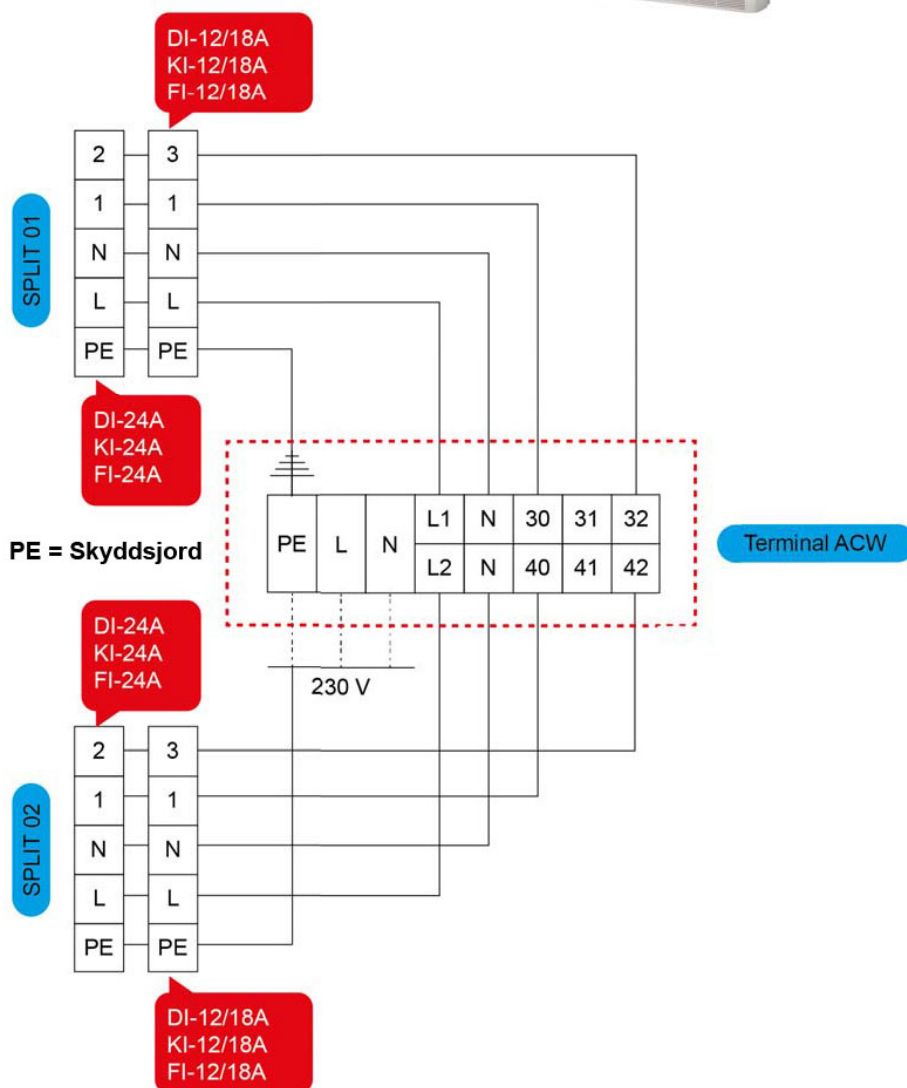 DI-12/18A
KI-12/18A
FI-12/18A
SPLIT 01
2 3
1 1
N N
L L
PE PE
DI-24A
KI-24A
FI-24A
PE = Skyddsjord
PE L N
L1 N 30 31 32
L2 N 40 41 42
Terminal ACW
230 V
DI-24A
KI-24A
FI-24A
SPLIT 02
2 3
1 1
N N
L L
PE PE
DI-12/18A
KI-12/18A
FI-12/18A